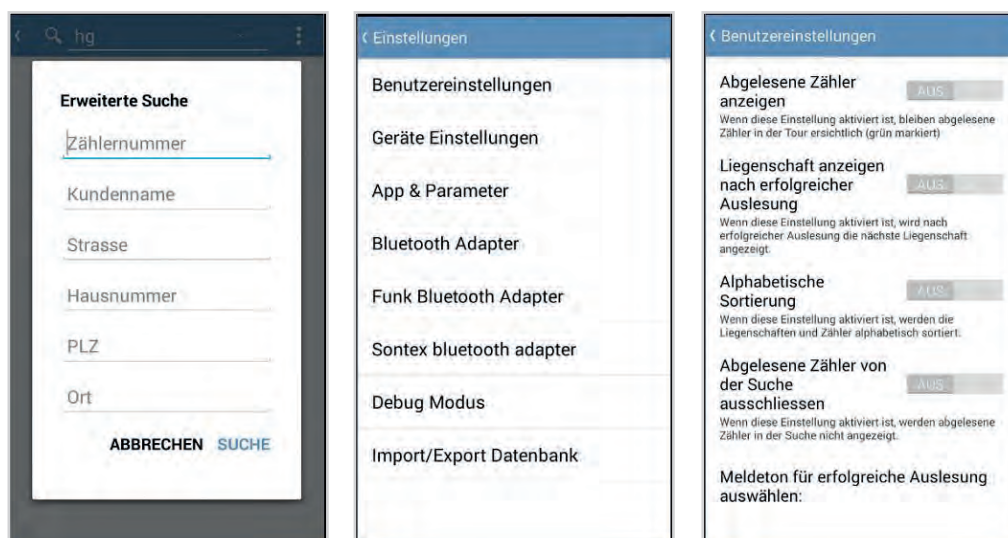 hg
Erweiterte Suche
Zählernummer
Kundenname
Strasse
Hausnummer
PLZ
Ort
ABBRECHEN SUCHE
Einstellungen
Benutzereinstellungen
Geräte Einstellungen
App & Parameter
Bluetooth Adapter
Funk Bluetooth Adapter
Sontex bluetooth adapter
Debug Modus
Import/Export Datenbank
Benutzereinstellungen
Abgelesene Zähler
anzeigen
AUS
Wenn diese Einstellung aktiviert ist, bleiben abgelesene
Zähler in der Tour ersichtlich (grün markiert)
Liegenschaft anzeigen
nach erfolgreicher
Auslesung
AUS
Wenn diese Einstellung aktiviert ist, wird nach
erfolgreicher Auslesung die nächste Liegenschaft
angezeigt.
Alphabetische
Sortierung
AUS
Wenn diese Einstellung aktiviert ist, werden die
Liegenschaften und Zähler alphabetisch sortiert.
Abgelesene Zähler von
der Suche
ausschliessen
AUS
Wenn diese Einstellung aktiviert ist, werden abgelesene
Zähler in der Suche nicht angezeigt.
Meldeton für erfolgreiche Auslesung
auswählen: